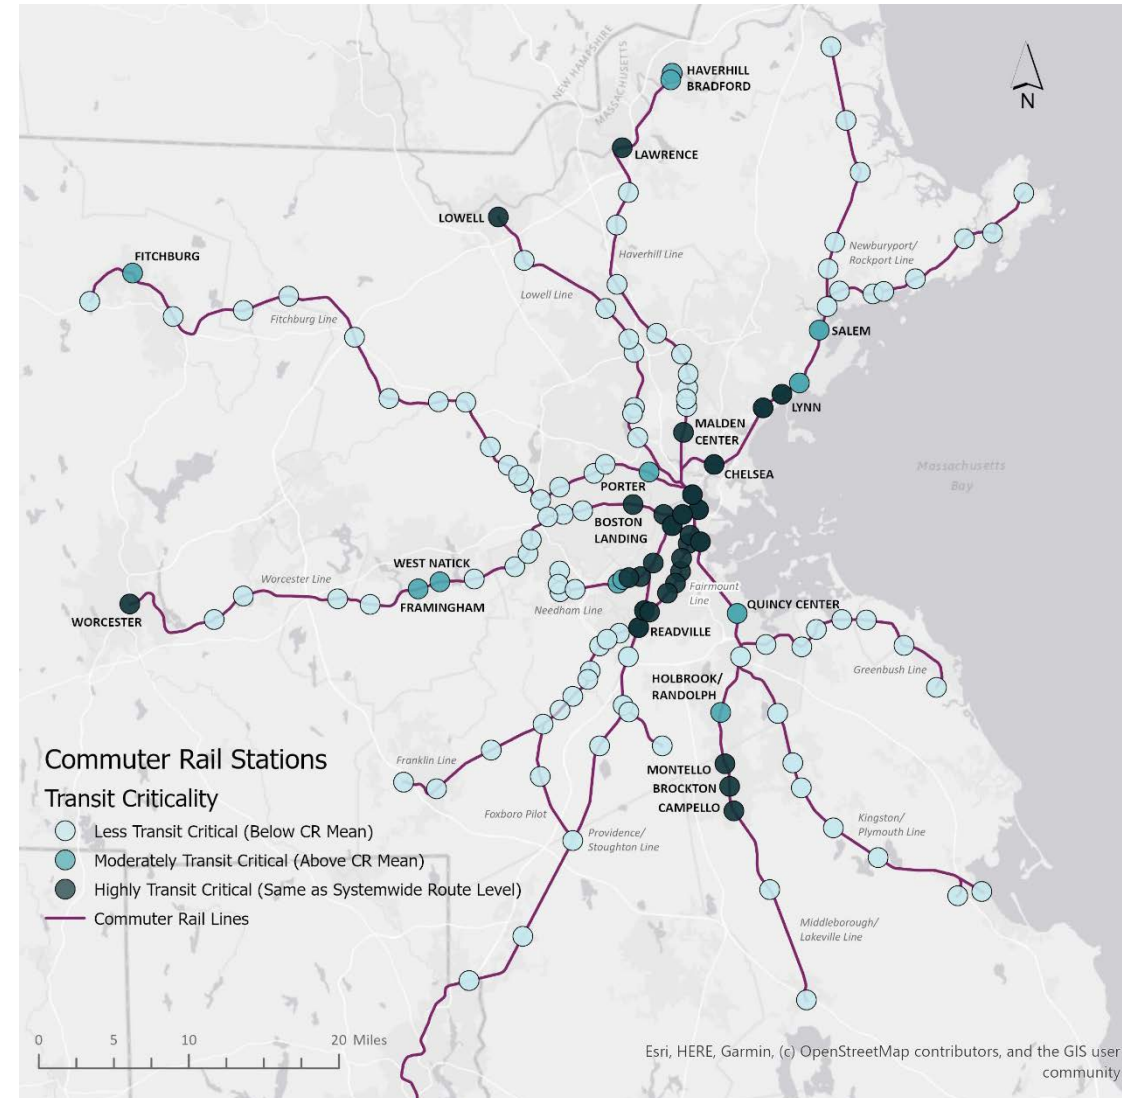 NEW HAMPSHIRE
MASSACHUSETTS
HAVERHILL
BRADFORD
N
LAWRENCE
LOWELL
Haverhill Line
Newburyport/
Rockport Line
FITCHBURG
Lowell Line
Fitchburg Line
SALEM
LYNN
MALDEN
CENTER
CHELSEA
Massachusetts
Bay
PORTER
BOSTON
LANDING
WEST NATICK
FRAMINGHAM
Worcester Line
WORCESTER
Needham Line
Fairmount
Line
QUINCY CENTER
READVILLE
Greenbush Line
HOLBROOK/
RANDOLPH
Franklin Line
MONTELLO
BROCKTON
CAMPELLO
Foxboro Pilot
Providence/
Stoughton Line
Kingston/
Plymouth Line
Middleborough/
Lakeville Line
Commuter Rail Stations
Transit Criticality
Less Transit Critical (Below CR Mean)
Moderately Transit Critical (Above CR Mean)
Highly Transit Critical (Same as Systemwide Route Level)
Commuter Rail Lines
0 5 10 20 Miles
Esri, HERE, Garmin, (c) OpenStreetMap contributors, and the GIS user
community